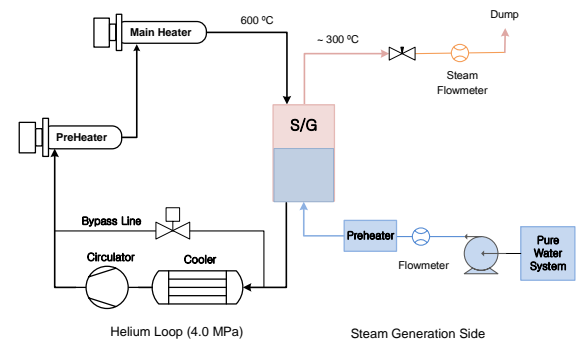 Dump
Main Heater
600 ºC
~ 300 ºC
Steam
Flowmeter
S/G
PreHeater
Bypass Line
Preheater
Pure
Water
System
Circulator
Cooler
Flowmeter
Helium Loop (4.0 MPa)
Steam Generation Side